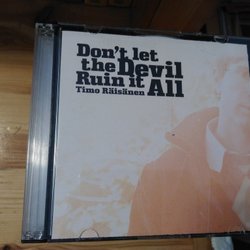 Don't let
the Devil
Ruin it All
Timo Räisänen